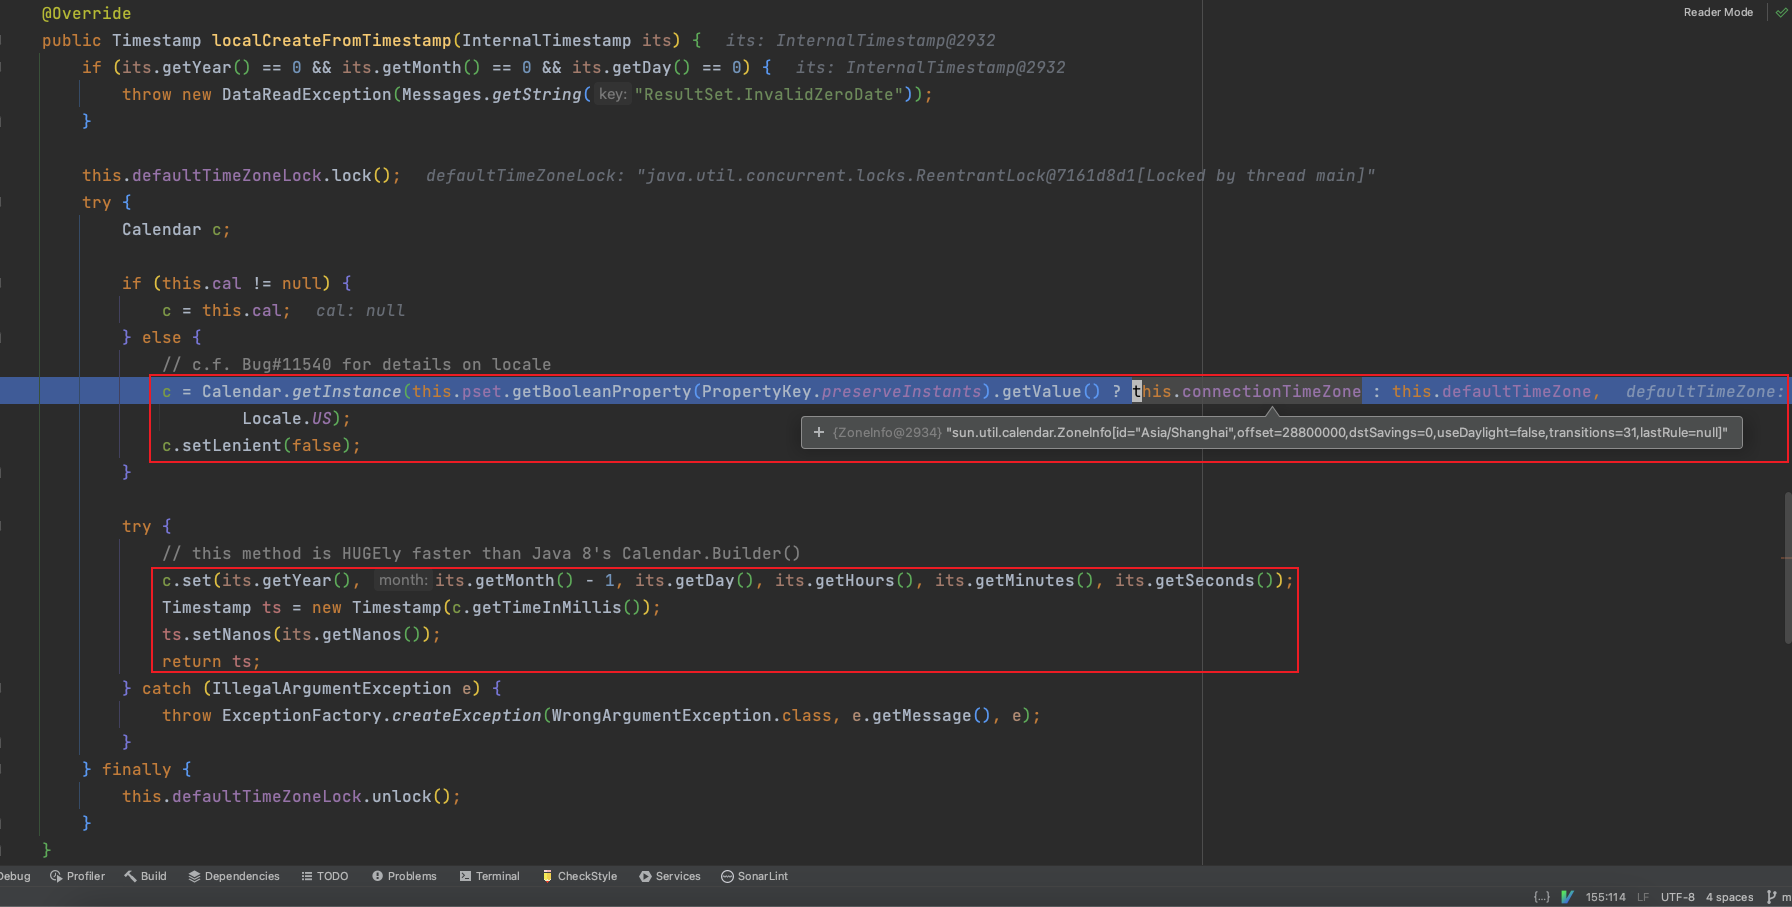 @Override
Reader Mode
public Timestamp localCreateFromTimestamp(InternalTimestamp its) {   its: InternalTimestamp@2932
if (its.getYear() == 0 && its.getMonth() == 0 && its.getDay() == 0) {   its: InternalTimestamp@2932
throw new DataReadException(Messages.getString( key: "ResultSet.InvalidZeroDate"));
}
this.defaultTimeZoneLock.lock();   defaultTimeZoneLock: "java.util.concurrent.locks.ReentrantLock@7161d8d1[Locked by thread main]"
try {
Calendar c;
if (this.cal != null) {
c = this.cal;   cal: null
} else {
// c.f. Bug#11540 for details on locale
c = Calendar.getInstance(this.pset.getBooleanProperty(PropertyKey.preserveInstants).getValue() ? this.connectionTimeZone : this.defaultTimeZone,   defaultTimeZone:
Locale.US);
+ {ZoneInfo@2934} "sun.util.calendar.ZoneInfo[id="Asia/Shanghai",offset=28800000,dstSavings=0,useDaylight=false,transitions=31,lastRule=null]"
c.setLenient(false);
}
try {
// this method is HUGEly faster than Java 8's Calendar.Builder()
c.set(its.getYear(), month: its.getMonth() - 1, its.getDay(), its.getHours(), its.getMinutes(), its.getSeconds());
Timestamp ts = new Timestamp(c.getTimeInMillis());
ts.setNanos(its.getNanos());
return ts;
} catch (IllegalArgumentException e) {
throw ExceptionFactory.createException(WrongArgumentException.class, e.getMessage(), e);
}
} finally {
this.defaultTimeZoneLock.unlock();
}
}
Debug Profiler Build Dependencies TODO Problems Terminal CheckStyle Services SonarLint
{...} 155:114 LF UTF-8 4 spaces m